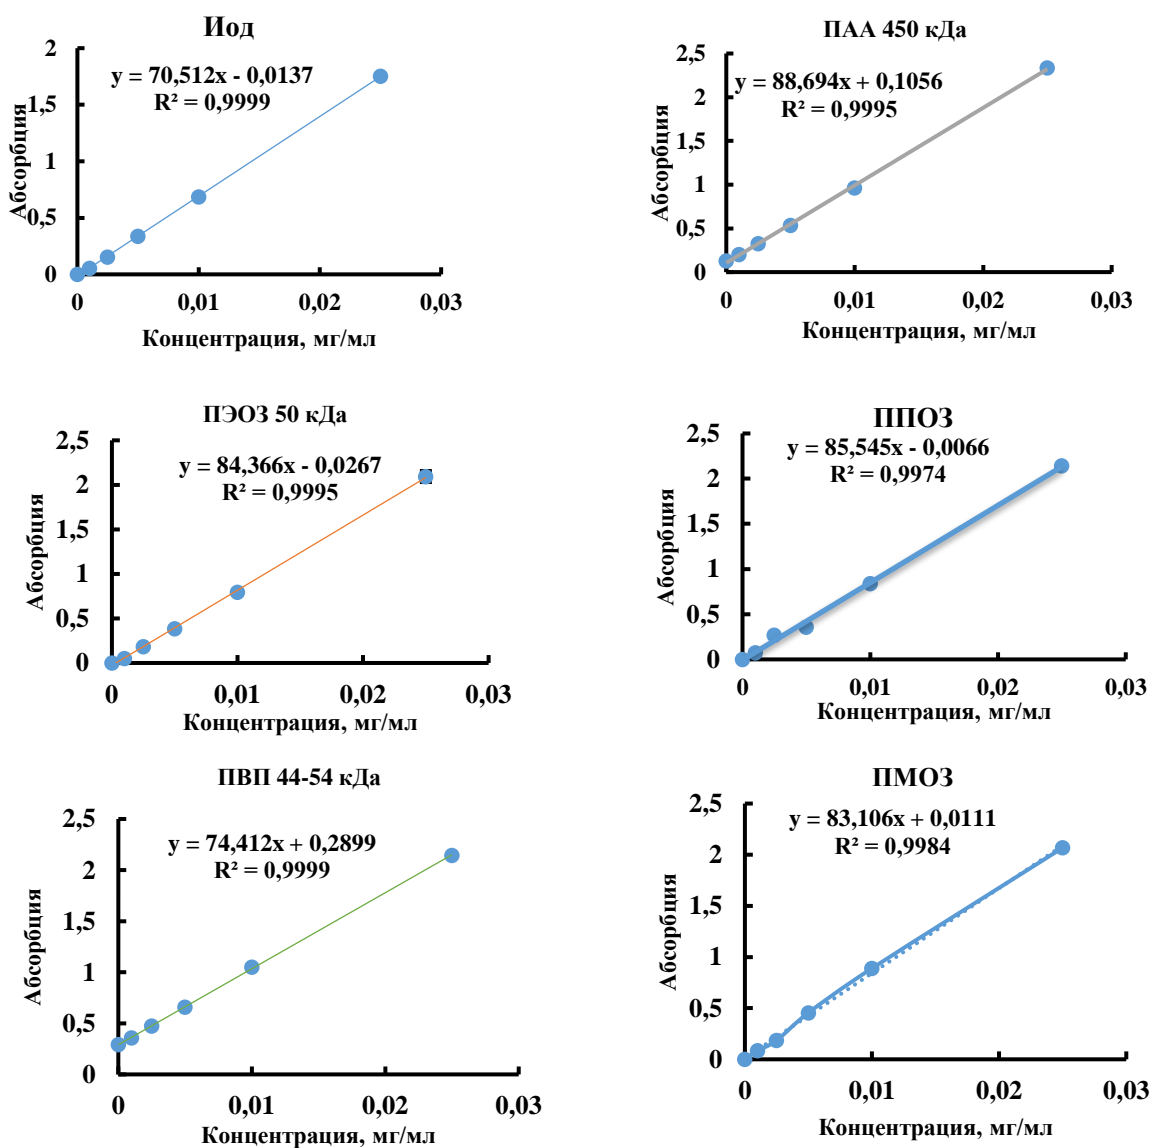 Иод
y = 70,512x - 0,0137
R² = 0,9999
2
1,5
1
0,5
0
0 0,01 0,02 0,03
Абсорбция
Концентрация, мг/мл
ПАА 450 кДа
y = 88,694x + 0,1056
R² = 0,9995
2,5
2
1,5
1
0,5
0
0 0,01 0,02 0,03
Абсорбция
Концентрация, мг/мл
ПЭОЗ 50 кДа
y = 84,366x - 0,0267
R² = 0,9995
2,5
2
1,5
1
0,5
0
0 0,01 0,02 0,03
Абсорбция
Концентрация, мг/мл
ППОЗ
y = 85,545x - 0,0066
R² = 0,9974
2,5
2
1,5
1
0,5
0
0 0,01 0,02 0,03
Абсорбция
Концентрация, мг/мл
ПВП 44-54 кДа
y = 74,412x + 0,2899
R² = 0,9999
2,5
2
1,5
1
0,5
0
0 0,01 0,02 0,03
Абсорбция
Концентрация, мг/мл
ПМОЗ
y = 83,106x + 0,0111
R² = 0,9984
2,5
2
1,5
1
0,5
0
0 0,01 0,02 0,03
Абсорбция
Концентрация, мг/мл